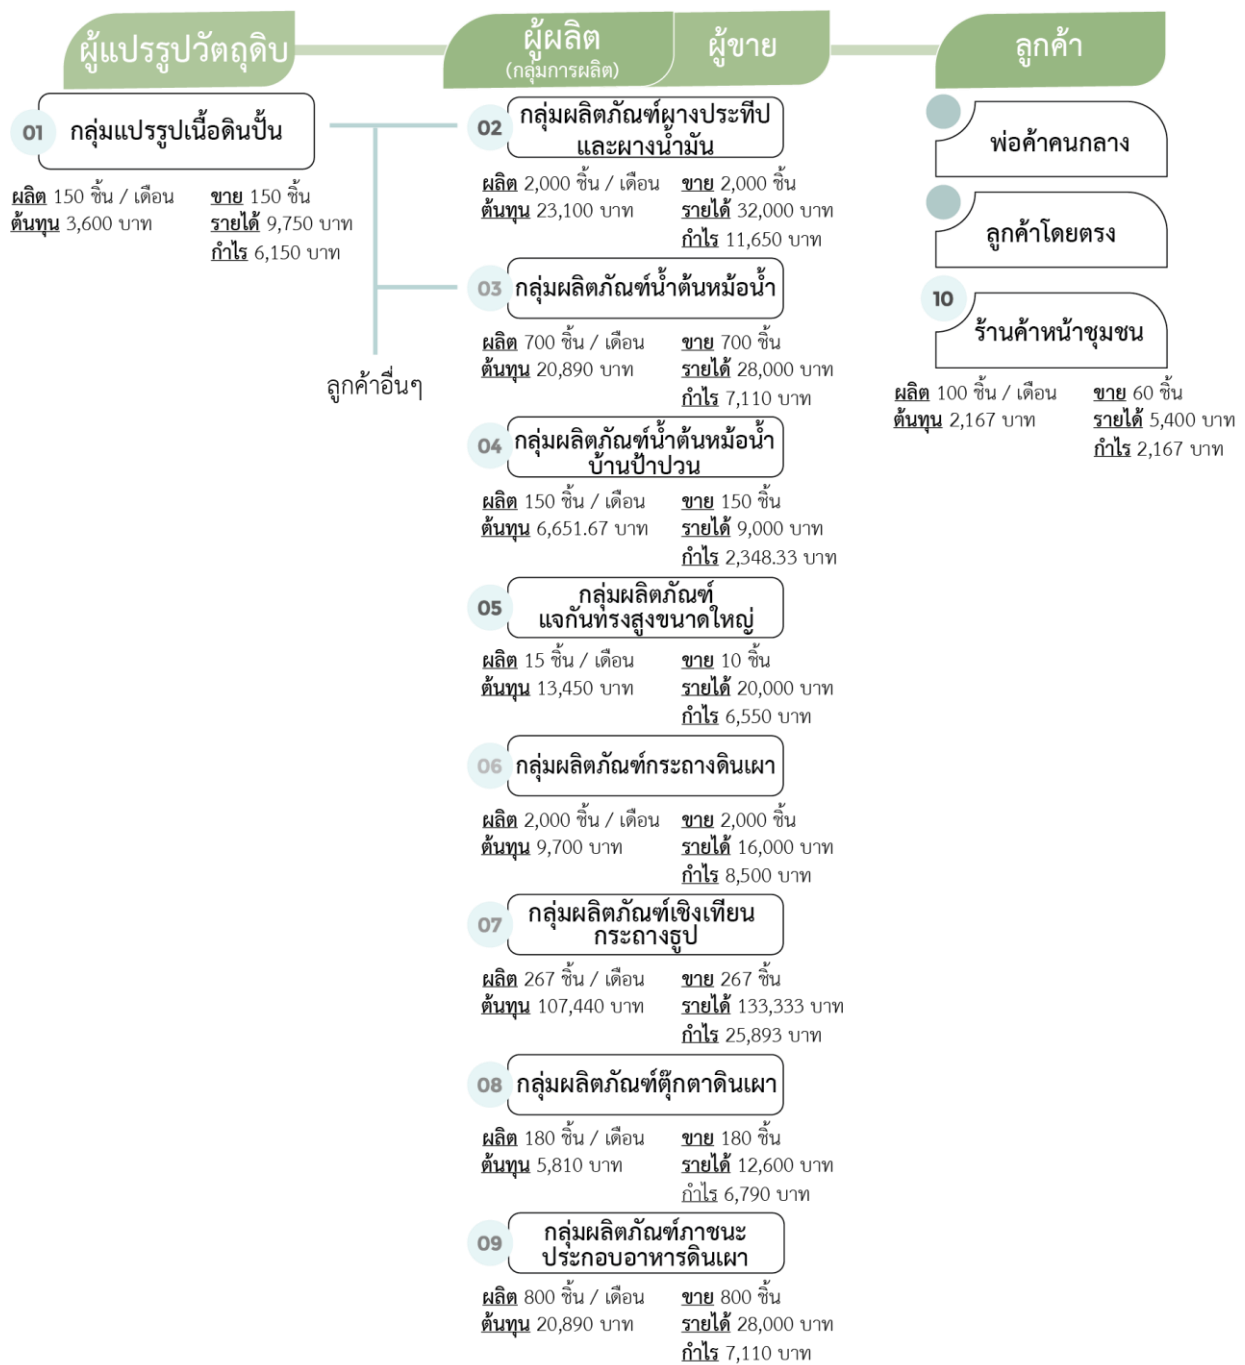 ผู้แปรรูปวัตถุดิบ
ผู้ผลิต
(กลุ่มการผลิต)
ผู้ขาย
ลูกค้า
01
กลุ่มแปรรูปเนื้อดินปั้น
ผลิต 150 ชิ้น / เดือน
ต้นทุน 3,600 บาท
ขาย 150 ชิ้น
รายได้ 9,750 บาท
กำไร 6,150 บาท
ลูกค้าอื่นๆ
02
กลุ่มผลิตภัณฑ์ผางประทีป
และผางน้ำมัน
ผลิต 2,000 ชิ้น / เดือน
ต้นทุน 23,100 บาท
ขาย 2,000 ชิ้น
รายได้ 32,000 บาท
กำไร 11,650 บาท
03
กลุ่มผลิตภัณฑ์น้ำต้นหม้อน้ำ
ผลิต 700 ชิ้น / เดือน
ต้นทุน 20,890 บาท
ขาย 700 ชิ้น
รายได้ 28,000 บาท
กำไร 7,110 บาท
04
กลุ่มผลิตภัณฑ์น้ำต้นหม้อน้ำ
บ้านป้าปวน
ผลิต 150 ชิ้น / เดือน
ต้นทุน 6,651.67 บาท
ขาย 150 ชิ้น
รายได้ 9,000 บาท
กำไร 2,348.33 บาท
05
กลุ่มผลิตภัณฑ์
แจกันทรงสูงขนาดใหญ่
ผลิต 15 ชิ้น / เดือน
ต้นทุน 13,450 บาท
ขาย 10 ชิ้น
รายได้ 20,000 บาท
กำไร 6,550 บาท
06
กลุ่มผลิตภัณฑ์กระถางดินเผา
ผลิต 2,000 ชิ้น / เดือน
ต้นทุน 9,700 บาท
ขาย 2,000 ชิ้น
รายได้ 16,000 บาท
กำไร 8,500 บาท
07
กลุ่มผลิตภัณฑ์เชิงเทียน
กระถางธูป
ผลิต 267 ชิ้น / เดือน
ต้นทุน 107,440 บาท
ขาย 267 ชิ้น
รายได้ 133,333 บาท
กำไร 25,893 บาท
08
กลุ่มผลิตภัณฑ์ตุ๊กตาดินเผา
ผลิต 180 ชิ้น / เดือน
ต้นทุน 5,810 บาท
ขาย 180 ชิ้น
รายได้ 12,600 บาท
กำไร 6,790 บาท
09
กลุ่มผลิตภัณฑ์ภาชนะ
ประกอบอาหารดินเผา
ผลิต 800 ชิ้น / เดือน
ต้นทุน 20,890 บาท
ขาย 800 ชิ้น
รายได้ 28,000 บาท
กำไร 7,110 บาท
พ่อค้าคนกลาง
ลูกค้าโดยตรง
10
ร้านค้าหน้าชุมชน
ผลิต 100 ชิ้น / เดือน
ต้นทุน 2,167 บาท
ขาย 60 ชิ้น
รายได้ 5,400 บาท
กำไร 2,167 บาท